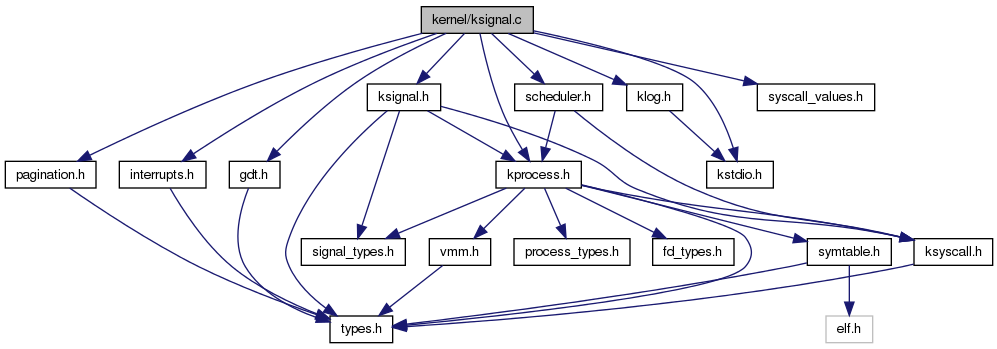 kernel/ksignal.c
ksignal.h
scheduler.h
klog.h
syscall_values.h
pagination.h
interrupts.h
gdt.h
kprocess.h
kstdio.h
signal_types.h
vmm.h
process_types.h
fd_types.h
symtable.h
ksyscall.h
types.h
elf.h